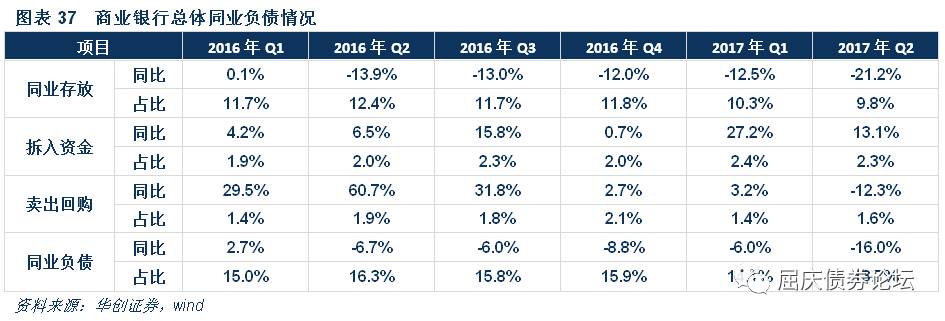 图表 37 商业银行总体同业负债情况
项目 2016 年 Q1 2016 年 Q2 2016 年 Q3 2016 年 Q4 2017 年 Q1 2017 年 Q2
同业存放 同比 0.1% -13.9% -13.0% -12.0% -12.5% -21.2%
占比 11.7% 12.4% 11.7% 11.8% 10.3% 9.8%
拆入资金 同比 4.2% 6.5% 15.8% 0.7% 27.2% 13.1%
占比 1.9% 2.0% 2.3% 2.0% 2.4% 2.3%
卖出回购 同比 29.5% 60.7% 31.8% 2.7% 3.2% -12.3%
占比 1.4% 1.9% 1.8% 2.1% 1.4% 1.6%
同业负债 同比 2.7% -6.7% -6.0% -8.8% -6.0% -16.0%
占比 15.0% 16.3% 15.8% 15.9%
屈庆债券论坛
资料来源：华创证券，wind